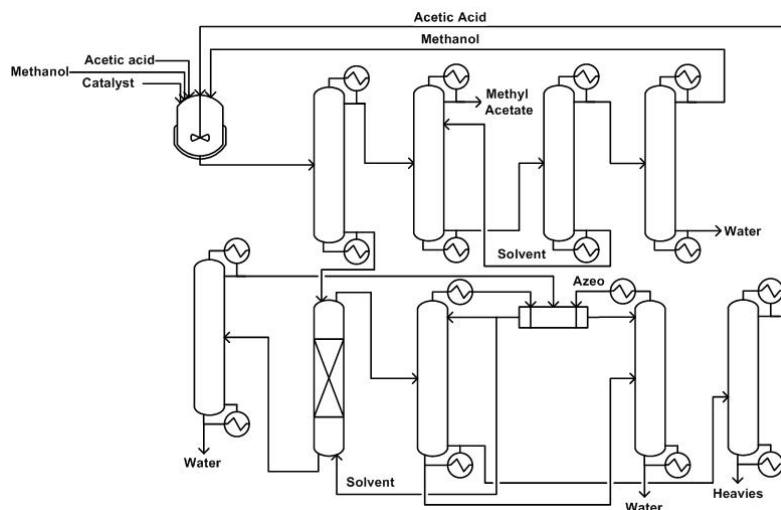 Acetic Acid
Methanol
Acetic acid
Methanol
Catalyst
Methyl
Acetate
Water
Solvent
Azeo
Water
Solvent
Water
Heavies